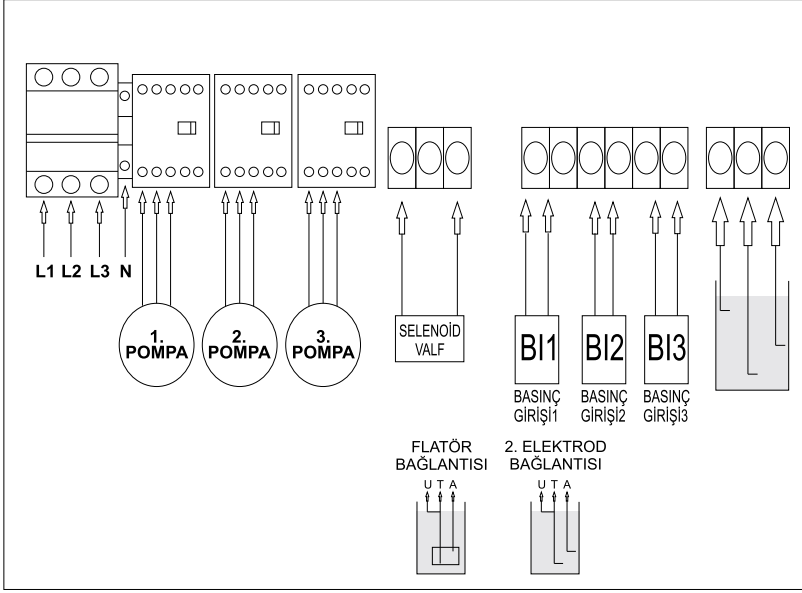 L1 L2 L3 N
1.
POMPA
2.
POMPA
3.
POMPA
SELENOİD
VALF
BI1
BI2
BI3
BASINÇ
GİRİŞİ1
BASINÇ
GİRİŞİ2
BASINÇ
GİRİŞİ3
FLATÖR
BAĞLANTISI
U T A
2. ELEKTROD
BAĞLANTISI
U T A